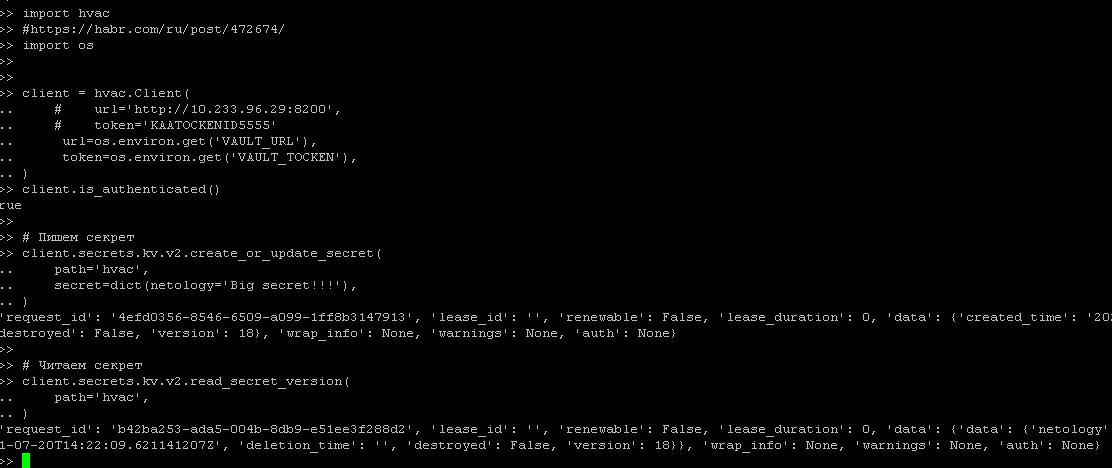 >> import hvac
>> #https://habr.com/ru/post/472674/
>> import os
>>
>>
>> client = hvac.Client(
..     #    url='http://10.233.96.29:8200',
..     #    token='KAATOCKENID5555'
..      url=os.environ.get('VAULT_URL'),
..      token=os.environ.get('VAULT_TOCKEN'),
.. )
>> client.is_authenticated()
rue
>>
>> # Пишем секрет
>> client.secrets.kv.v2.create_or_update_secret(
..     path='hvac',
..     secret=dict(netology='Big secret!!!'),
.. )
'request_id': '4efd0356-8546-6509-a099-1ff8b3147913', 'lease_id': '', 'renewable': False, 'lease_duration': 0, 'data': {'created_time': '202
destroyed': False, 'version': 18}, 'wrap_info': None, 'warnings': None, 'auth': None}
>>
>> # Читаем секрет
>> client.secrets.kv.v2.read_secret_version(
..     path='hvac',
.. )
'request_id': 'b42ba253-ada5-004b-8db9-e51ee3f288d2', 'lease_id': '', 'renewable': False, 'lease_duration': 0, 'data': {'data': {'netology'
1-07-20T14:22:09.621141207Z', 'deletion_time': '', 'destroyed': False, 'version': 18}}, 'wrap_info': None, 'warnings': None, 'auth': None}
>>